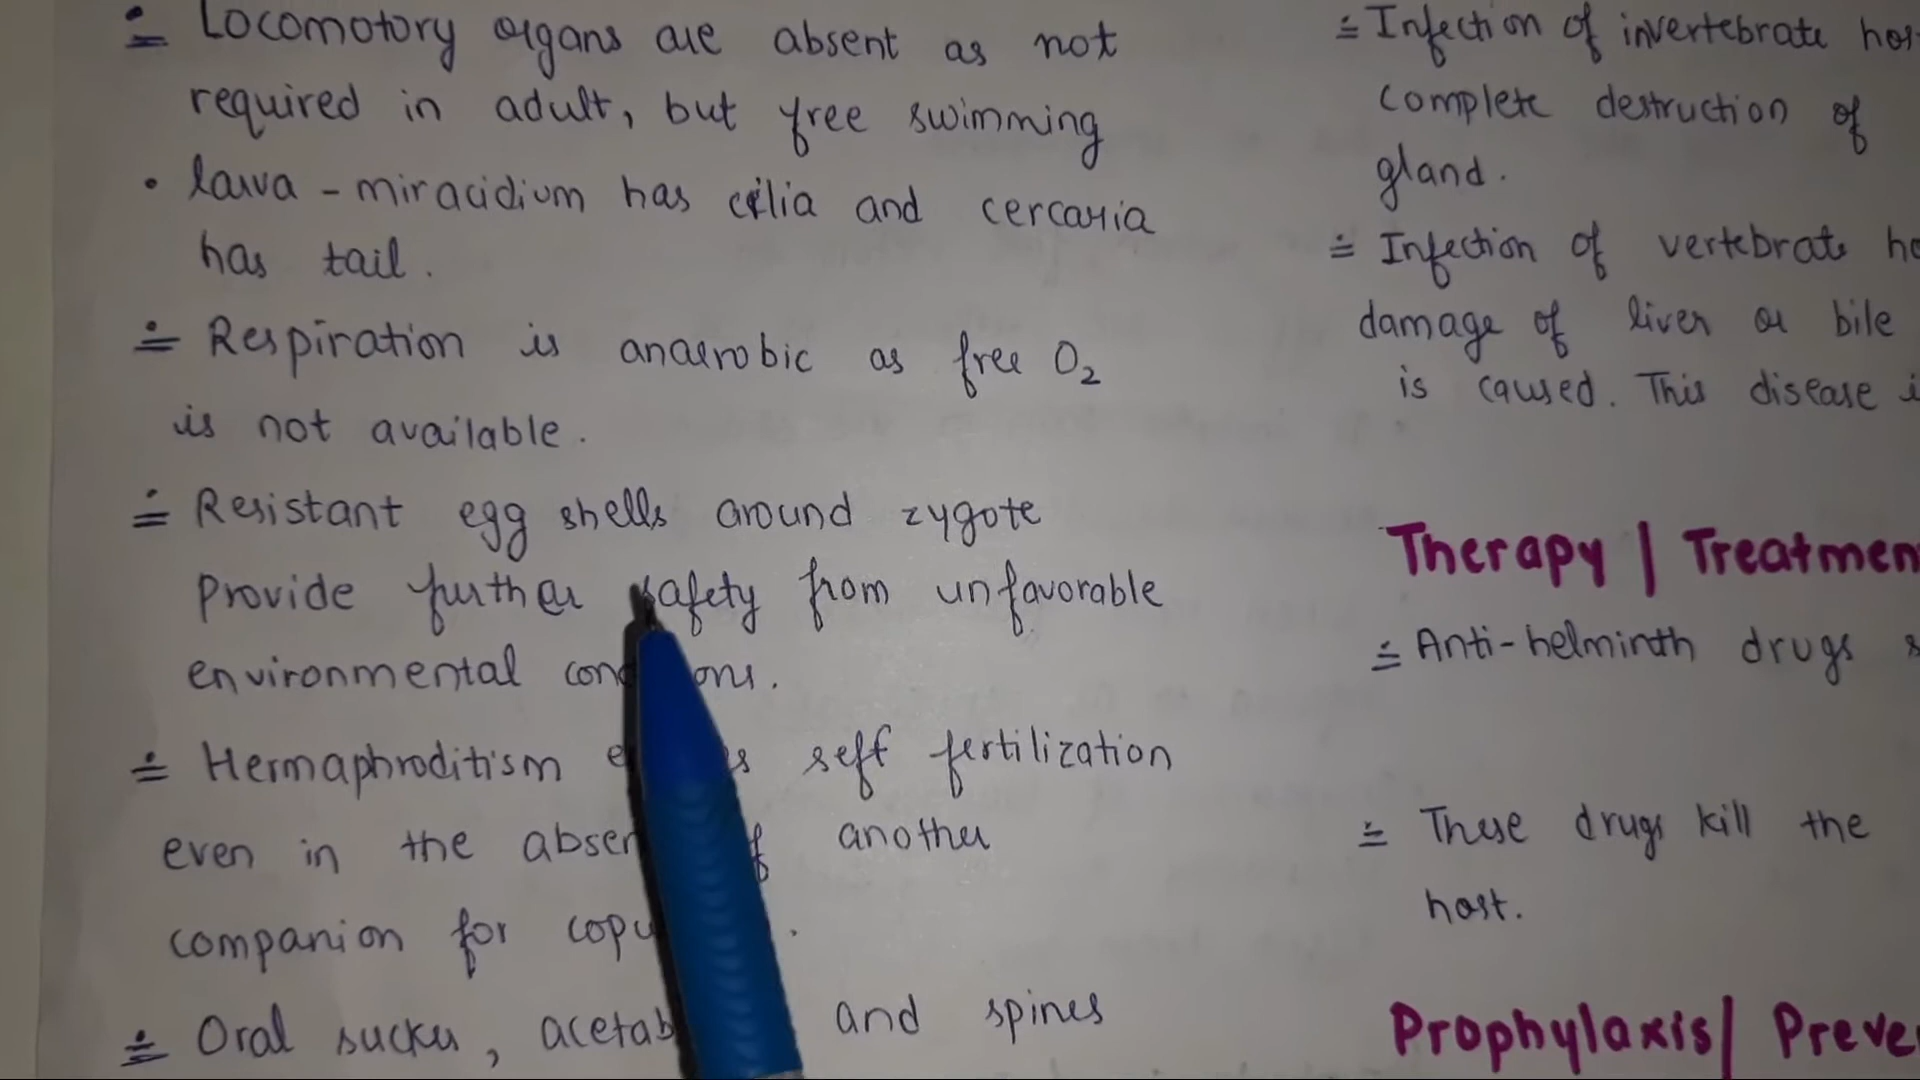 Locomotory organs are absent as not
required in adult, but free swimming
• larva - miracidium has cilia and cercaria
has tail.
Respiration is anaerobic as free O₂
is not available.
Resistant egg shells around zygote
Provide further safety from unfavorable
environmental
Hermaphroditism self fertilization
even in the another
companion for
Oral sucker, and spines
Infection of invertebrate
complete destruction of
gland.
Infection of vertebrate
damage of liver or bile
is caused. This disease
Therapy |
Anti-helminth drugs
These drugs kill the
host.
Prophylaxis|